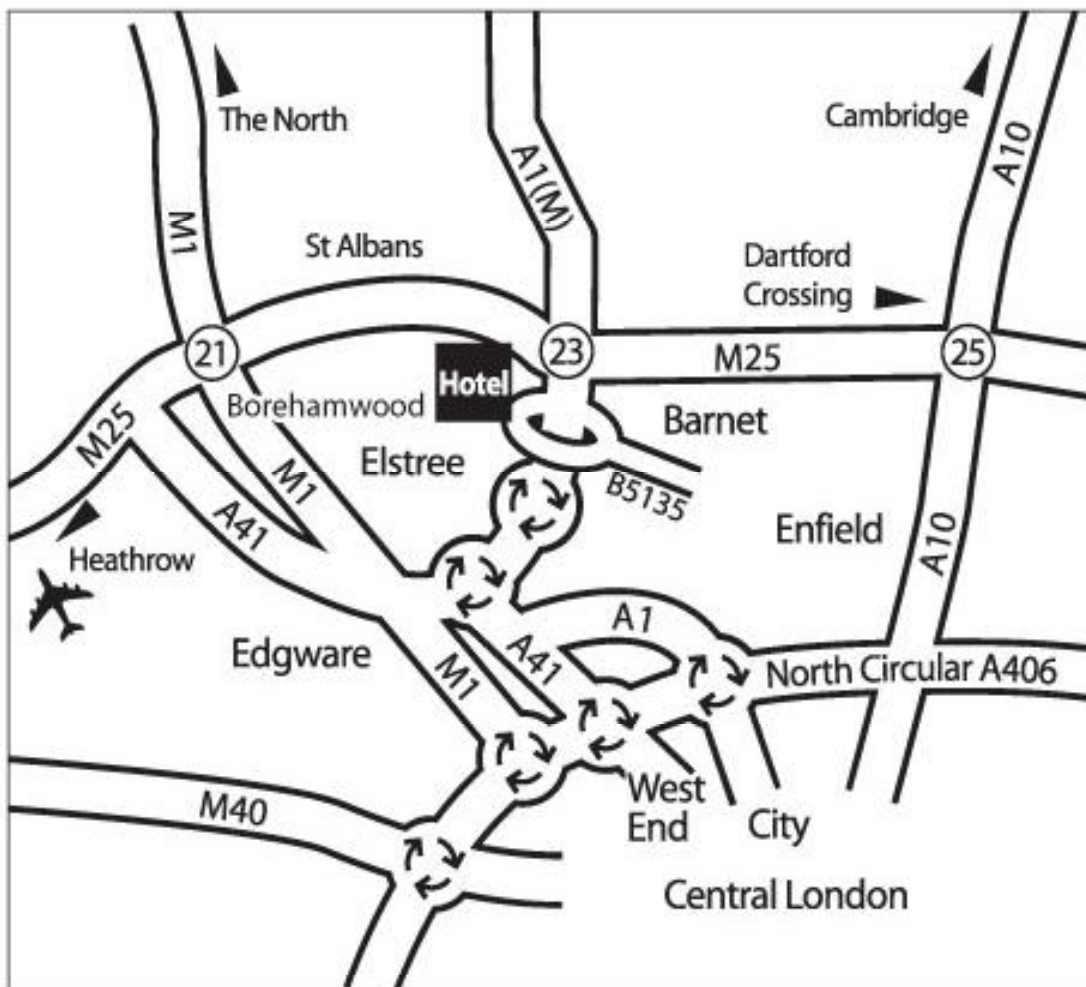 The North
Cambridge
A10
A1(M)
M1
St Albans
Dartford
Crossing
21
23
25
M25
Hotel
Borehamwood
Barnet
M25
Elstree
M1
B5135
A41
Enfield
A10
Heathrow
A1
Edgware
A41
M1
North Circular A406
West
End
City
M40
Central London